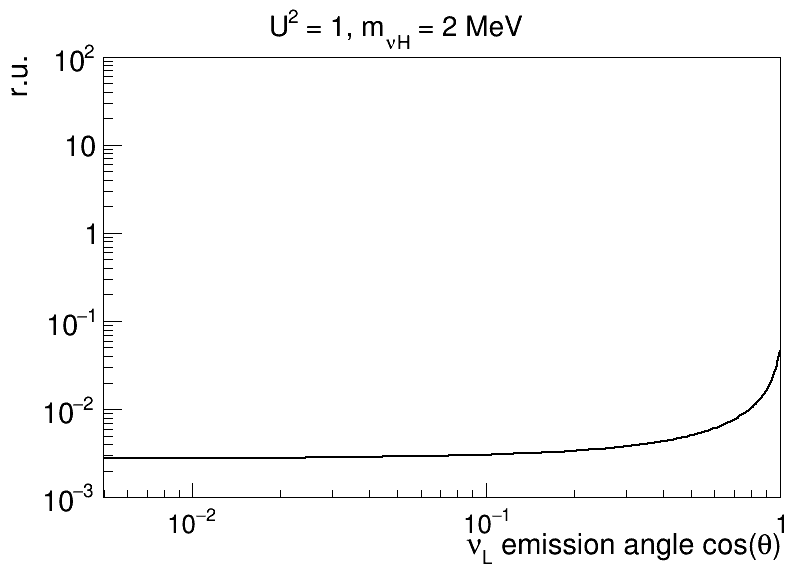 U² = 1, m_νH = 2 MeV
r.u.
10²
10
1
10⁻¹
10⁻²
10⁻³
10⁻² 10⁻¹ 1
ν_L emission angle cos(θ)